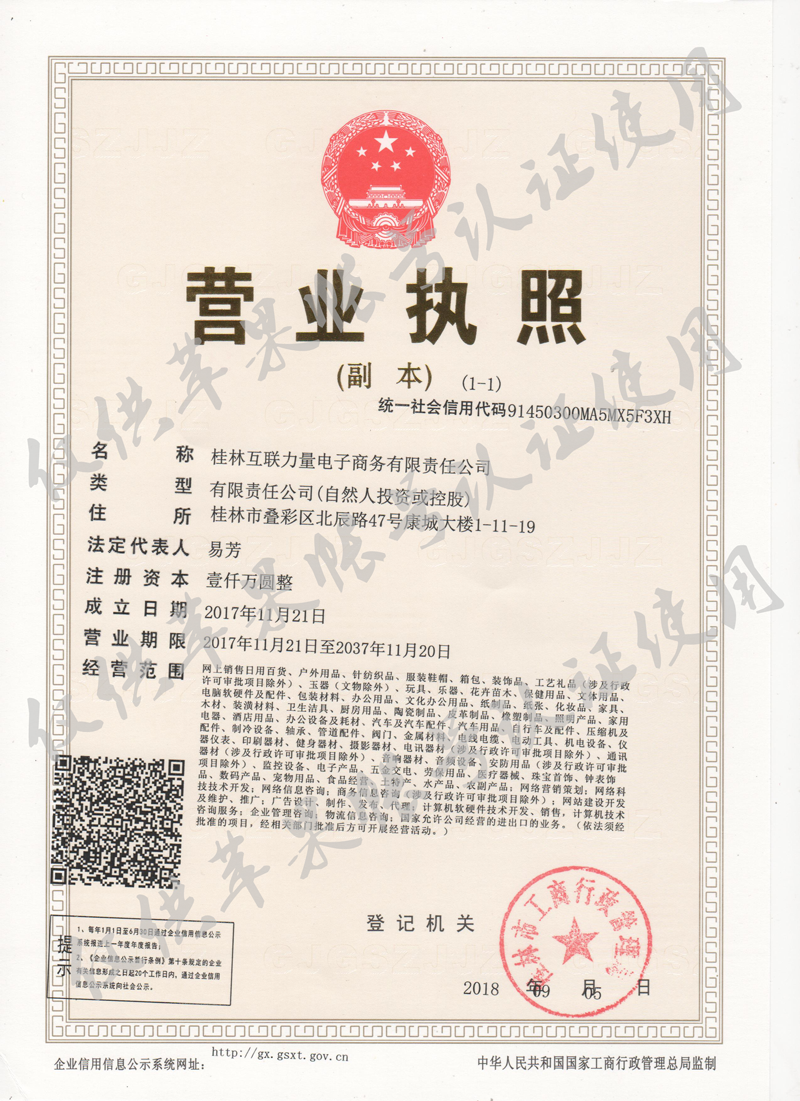 营业执照
(副 本) (1-1)
统一社会信用代码91450300MA5MX5F3XH
名 称 桂林互联力量电子商务有限责任公司
类 型 有限责任公司(自然人投资或控股)
住 所 桂林市叠彩区北辰路47号康城大楼1-11-19
法定代表人 易芳
注册资本 壹仟万圆整
成立日期 2017年11月21日
营业期限 2017年11月21日至2037年11月20日
经营范围 网上销售日用百货、户外用品、针纺织品、服装鞋帽、箱包、装饰品、工艺礼品(涉及行政
许可审批项目除外)、玉器(文物除外)、玩具、乐器、花卉苗木、保健用品、文体用品、
电脑软硬件及配件、包装材料、办公用品、文化办公用品、纸制品、纸张、化妆品、家具、
木材、装潢材料、卫生洁具、厨房用品、陶瓷制品、皮革制品、橡塑制品、照明产品、家用
电器、酒店用品、办公设备及耗材、汽车及汽车配件、汽车用品、自行车及配件、压缩机及
配件、制冷设备、轴承、管道配件、阀门、金属材料、电线电缆、电动工具、机电设备、仪
器仪表、印刷器材、健身器材、摄影器材、电讯器材(涉及行政许可审批项目除外)、通讯
器材(涉及行政许可审批项目除外)、音响器材、音频设备、安防用品(涉及行政许可审批
项目除外)、监控设备、电子产品、五金交电、劳保用品、医疗器械、珠宝首饰、钟表饰
品、数码产品、宠物用品、食品经营、土特产、水产品、农副产品;网络营销策划;网络科
技技术开发;网络信息咨询;商务信息咨询(涉及行政许可审批项目除外);网站建设开发
及维护、推广;广告设计、制作、发布、代理;计算机软硬件技术开发、销售,计算机技术
咨询服务;企业管理咨询、物流信息咨询;国家允许公司经营的进出口的业务。(依法须经
批准的项目,经相关部门批准后方可开展经营活动。)
提示
1、每年1月1日至6月30日通过企业信用信息公示
系统报告上一年度年度报告;
2、《企业信息公示暂行条例》第十条规定的企业
有关信息形成之日起20个工作日内,通过企业信用
信息公示系统向社会公示。
登记机关
桂林市工商行政管理局
2018 年 09 月 05 日
企业信用信息公示系统网址: http://gx.gsxt.gov.cn
中华人民共和国国家工商行政管理总局监制
仅供苹果帐号认证使用
仅供苹果帐号认证使用
仅供苹果帐号认证使用